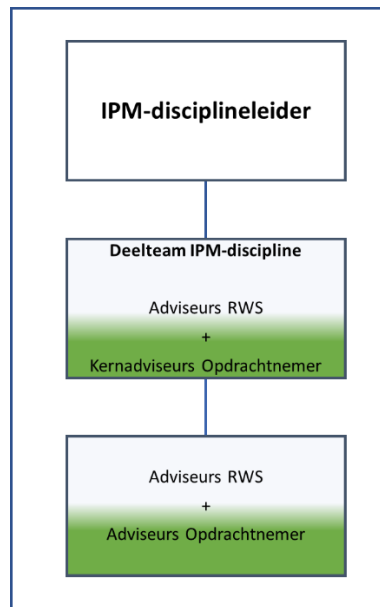 IPM-disciplineleider
Deelteam IPM-discipline
Adviseurs RWS
+
Kernadviseurs Opdrachtnemer
Adviseurs RWS
+
Adviseurs Opdrachtnemer